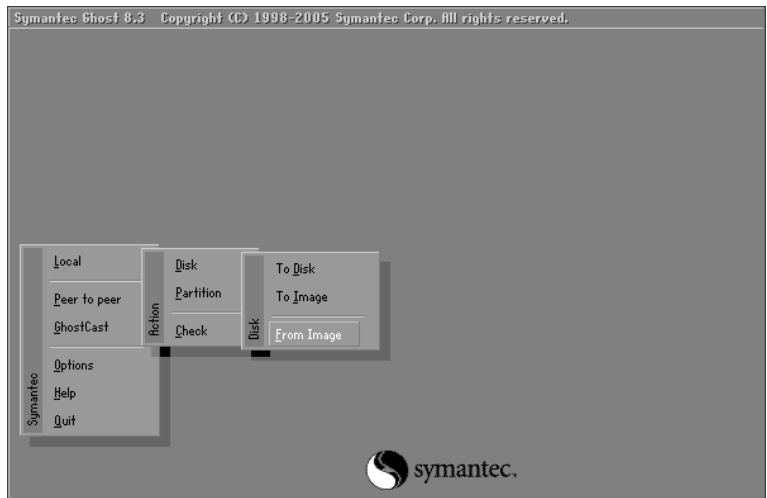 Symantec Ghost 8.3 Copyright (C) 1998-2005 Symantec Corp. All rights reserved.
Local
Peer to peer
GhostCast
Options
Help
Quit
Symantec
Disk
Partition
Check
Action
To Disk
To Image
From Image
Disk
symantec.